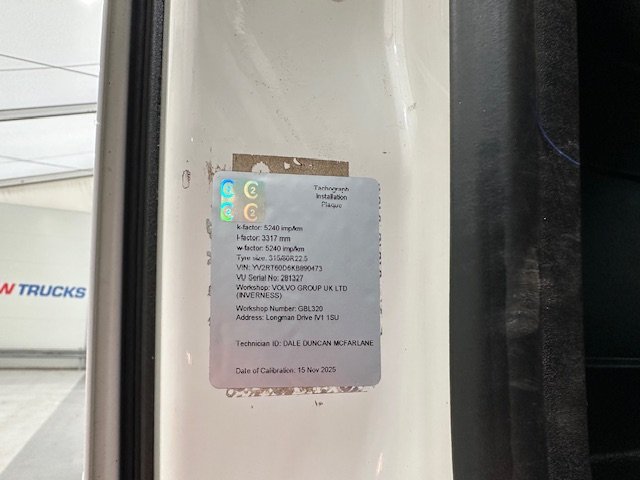 Tachograph
Installation
Plaque
k-factor: 5240 imp/km
l-factor: 3317 mm
w-factor: 5240 imp/km
Tyre size: 315/80R22.5
VIN: YV2RT60D6KB890473
VU Serial No: 281327
Workshop: VOLVO GROUP UK LTD
(INVERNESS)
Workshop Number: GBL320
Address: Longman Drive IV1 1SU
Technician ID: DALE DUNCAN MCFARLANE
Date of Calibration: 15 Nov 2025
N TRUCKS